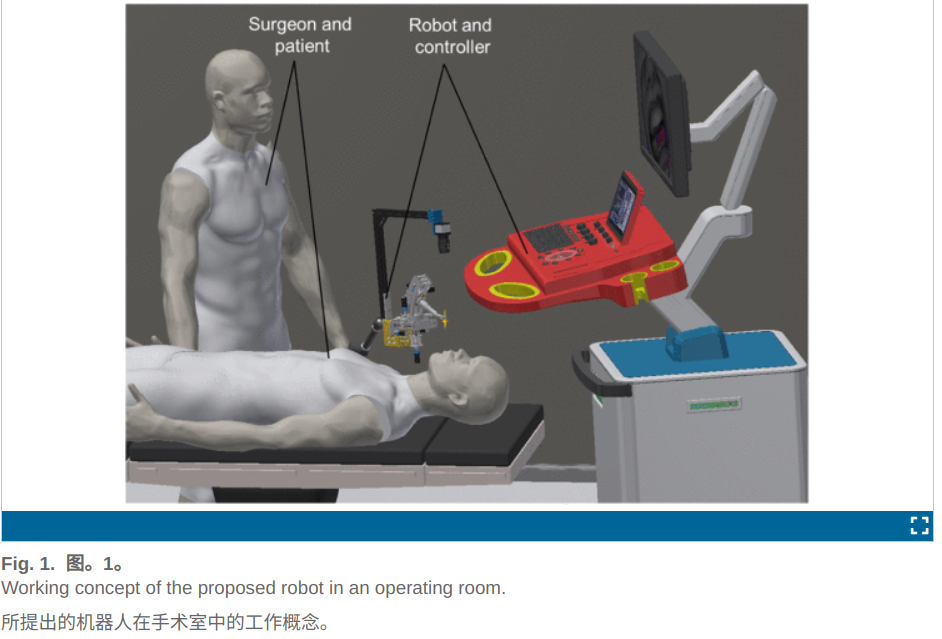 Surgeon and
patient
Robot and
controller
Fig. 1. 图。1。
Working concept of the proposed robot in an operating room.
所提出的机器人在手术室中的工作概念。